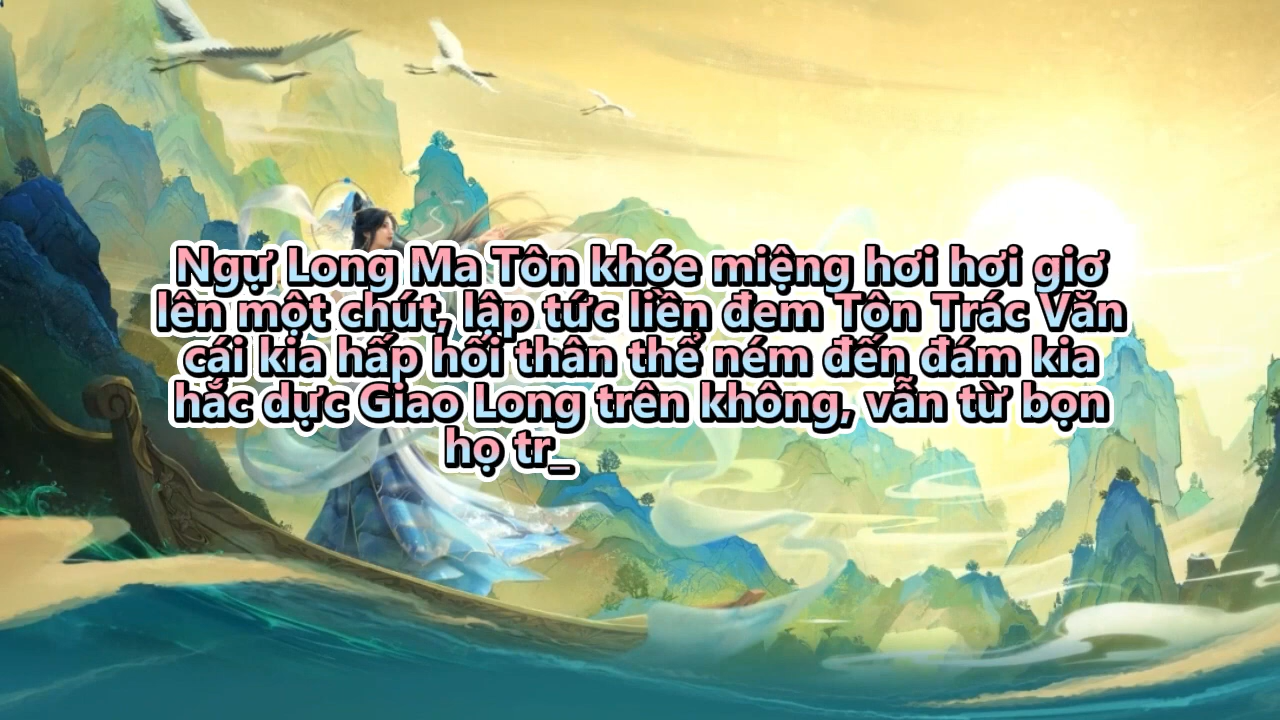 Ngự Long Ma Tôn khóe miệng hơi hơi giơ
lên một chút, lập tức liền đem Tôn Trác Văn
cái kia hấp hối thân thể ném đến đám kia
hắc dực Giao Long trên không, vẫn từ bọn
họ tr_